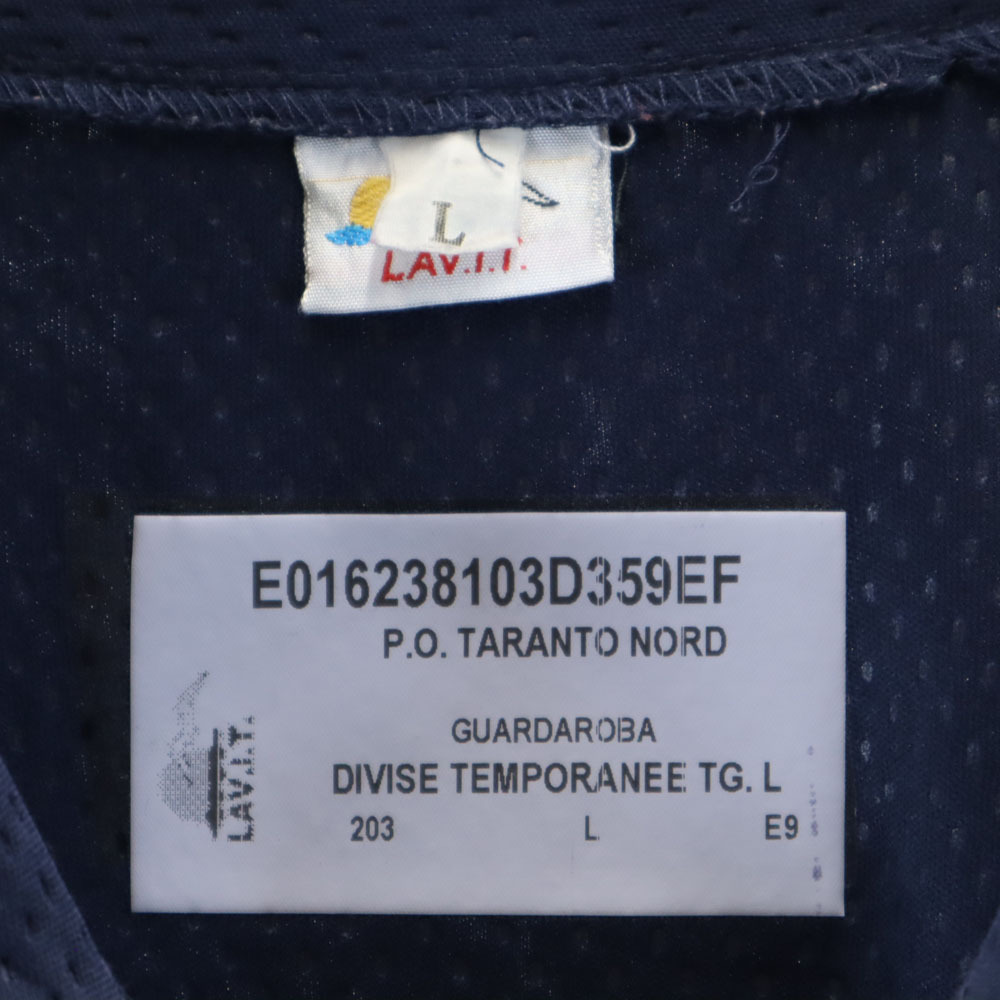 L
LAV.I.T.
E016238103D359EF
P.O. TARANTO NORD
LAV.I.T.
GUARDAROBA
DIVISE TEMPORANEE TG. L
203 L E9